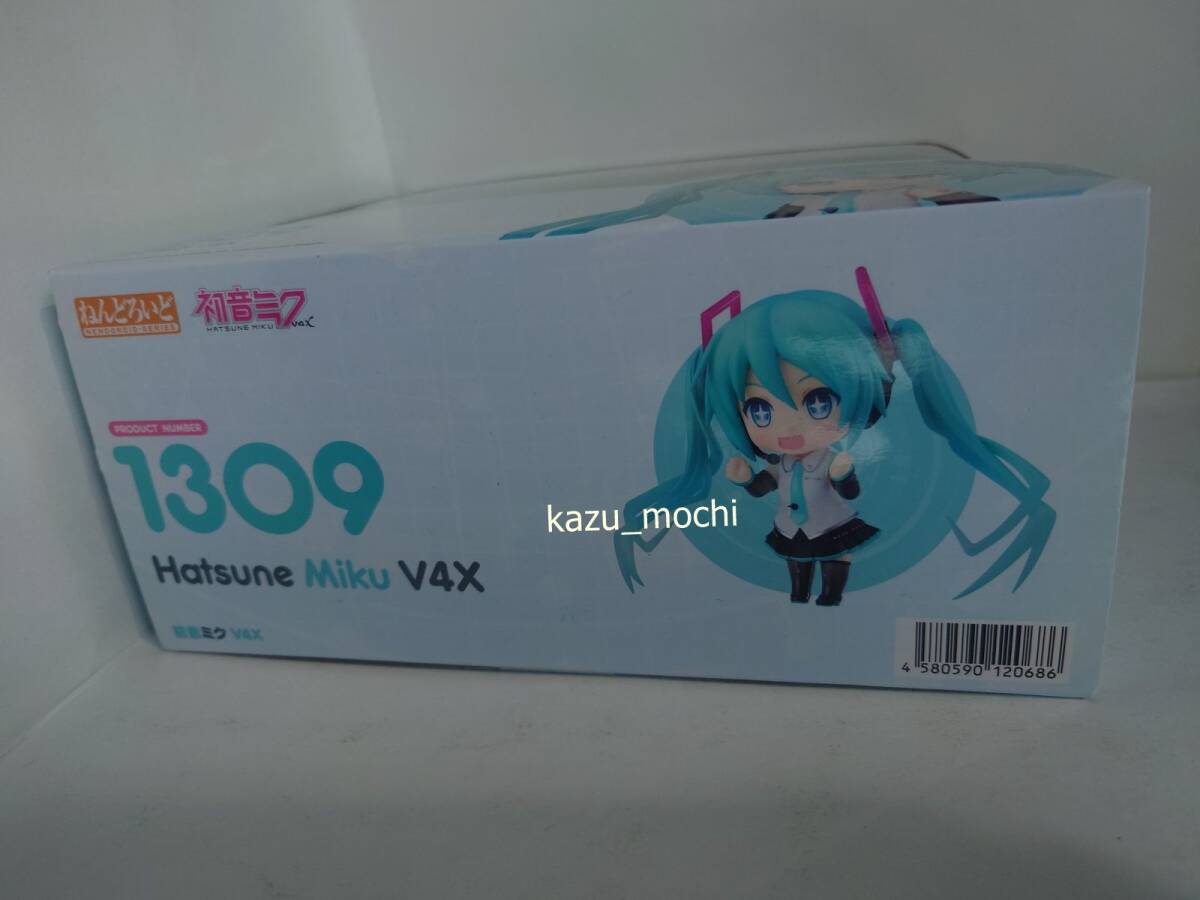 ねんどろいど
NENDOROID SERIES
初音ミク
HATSUNE MIKU V4X
PRODUCT NUMBER
1309
Hatsune Miku V4X
初音ミク V4X
kazu_mochi
4 580590 120686